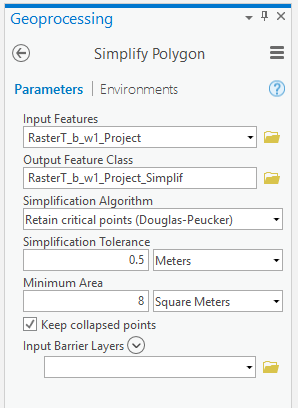 Geoprocessing
Simplify Polygon
Parameters | Environments
?
Input Features
RasterT_b_w1_Project
Output Feature Class
RasterT_b_w1_Project_Simplif
Simplification Algorithm
Retain critical points (Douglas-Peucker)
Simplification Tolerance
0.5 Meters
Minimum Area
8 Square Meters
Keep collapsed points
Input Barrier Layers